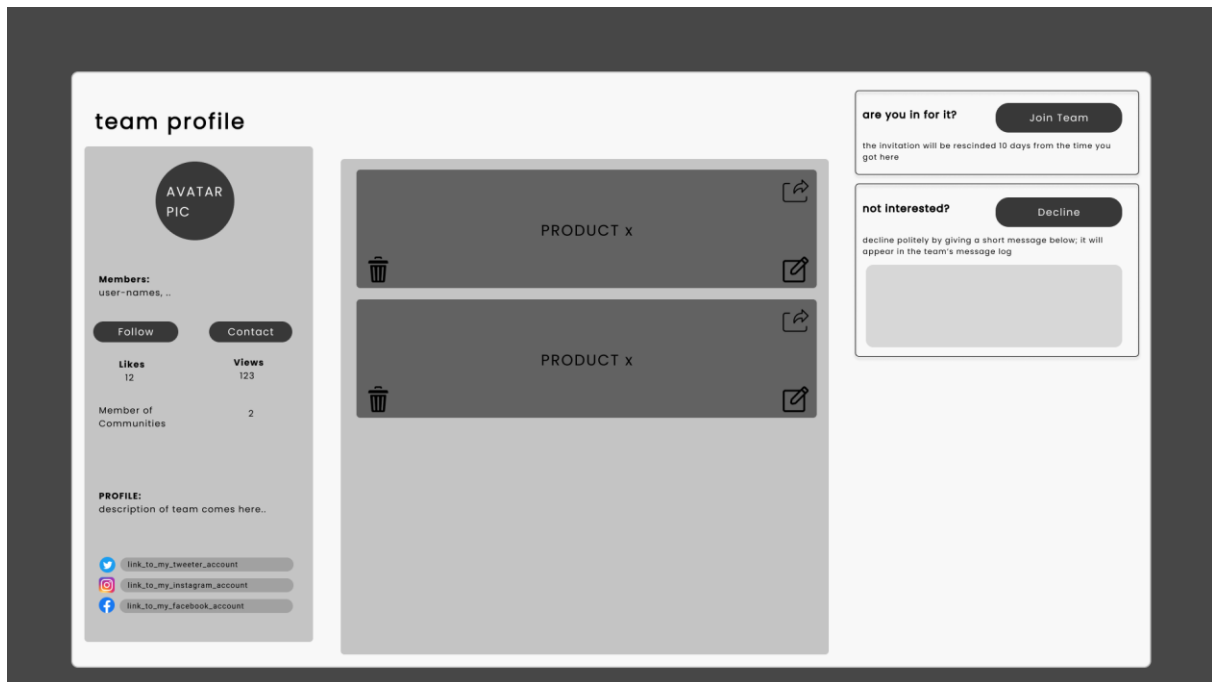 team profile
AVATAR
PIC
Members:
user-names, ..
Follow
Contact
Likes
12
Views
123
Member of
Communities
2
PROFILE:
description of team comes here..
link_to_my_tweeter_account
link_to_my_instagram_account
link_to_my_facebook_account
PRODUCT x
PRODUCT x
are you in for it?
Join Team
the invitation will be rescinded 10 days from the time you
got here
not interested?
Decline
decline politely by giving a short message below; it will
appear in the team's message log